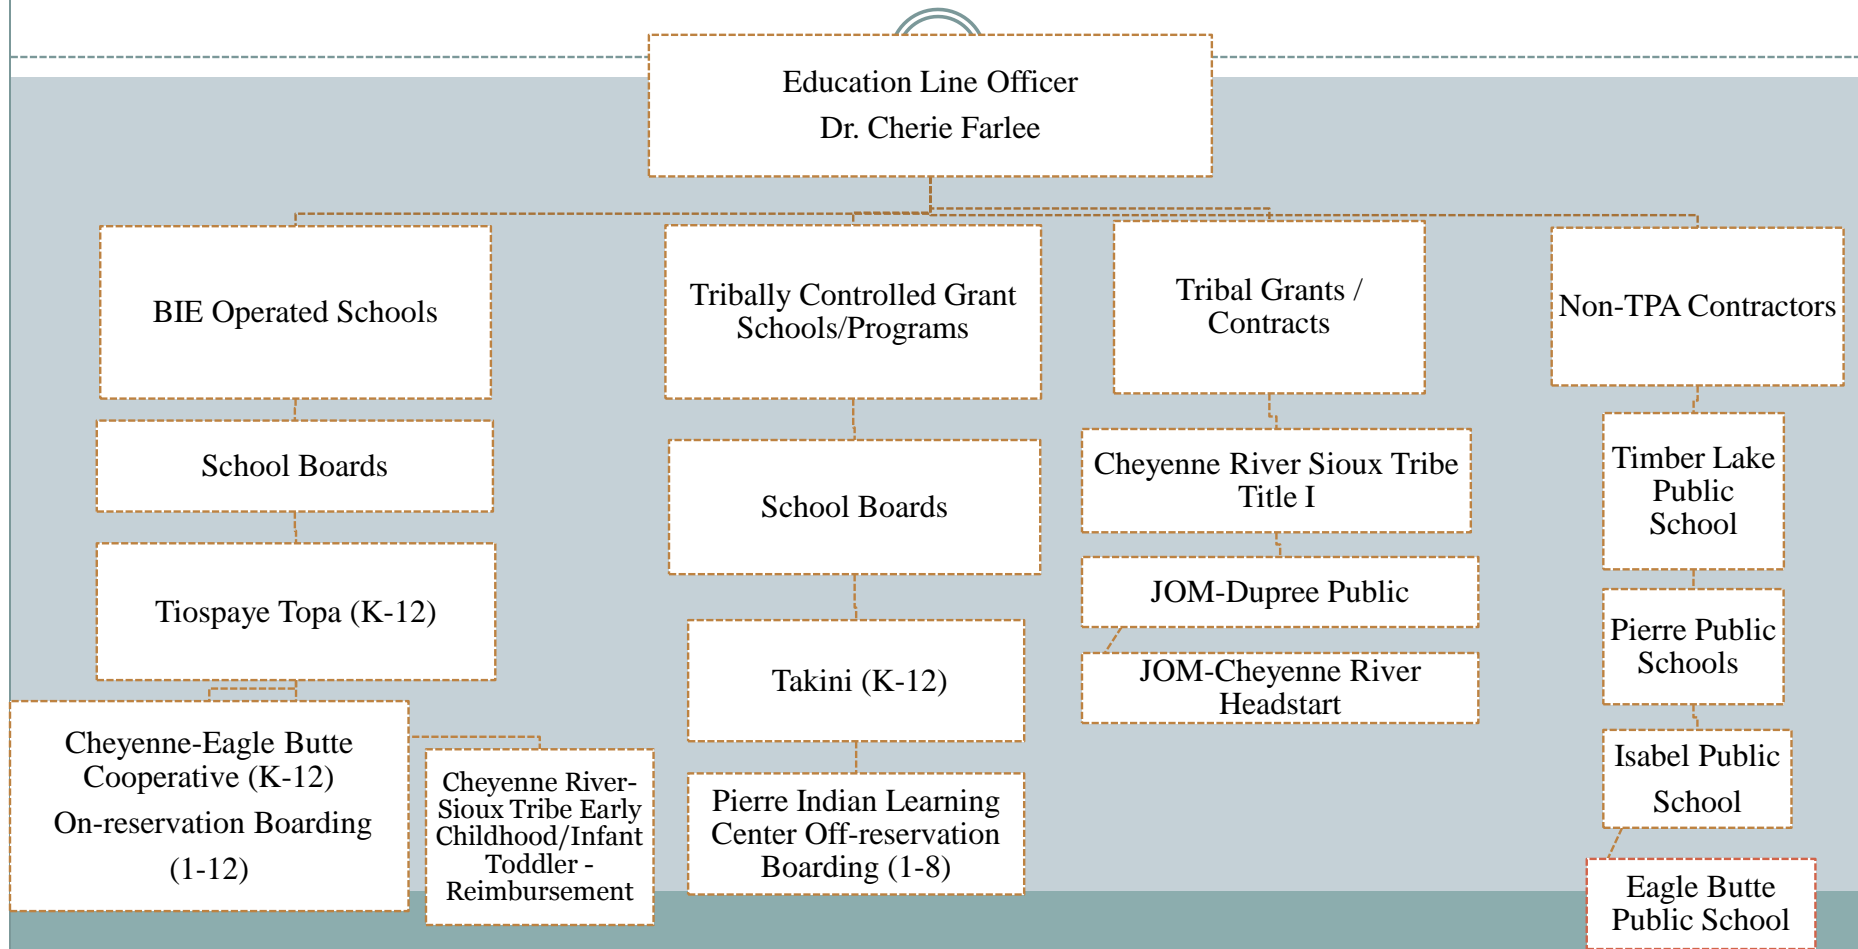 Education Line Officer
Dr. Cherie Farlee
BIE Operated Schools
School Boards
Tiospaye Topa (K-12)
Cheyenne-Eagle Butte
Cooperative (K-12)
On-reservation Boarding
(1-12)
Cheyenne River-
Sioux Tribe Early
Childhood/Infant
Toddler -
Reimbursement
Tribally Controlled Grant
Schools/Programs
School Boards
Takini (K-12)
Pierre Indian Learning
Center Off-reservation
Boarding (1-8)
Tribal Grants /
Contracts
Cheyenne River Sioux Tribe
Title I
JOM-Dupree Public
JOM-Cheyenne River
Headstart
Non-TPA Contractors
Timber Lake
Public
School
Pierre Public
Schools
Isabel Public
School
Eagle Butte
Public School